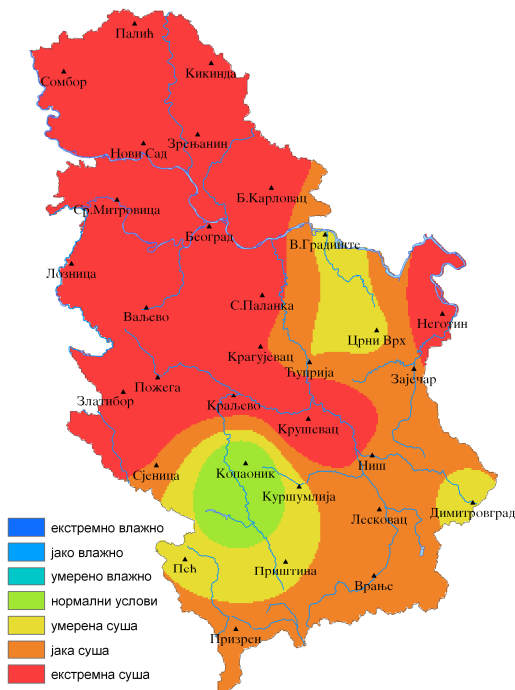 Палић
Сомбор
Кикинда
Зрењанин
Нови Сад
Б.Карловац
Ср.Митровица
Београд
В.Градиште
Лозница
С.Паланка
Ваљево
Неготин
Црни Врх
Крагујевац
Ћуприја
Зајечар
Пожега
Златибор
Краљево
Крушевац
Ниш
Сјеница
Копаоник
Куршумлија
Димитровград
Лесковац
Пећ
Приштина
Врање
Призрен
екстремно влажно
јако влажно
умерено влажно
нормални услови
умерена суша
јака суша
екстремна суша